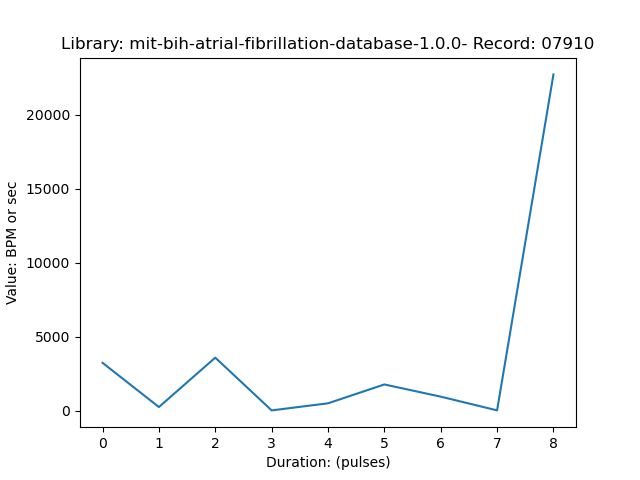 Library: mit-bih-atrial-fibrillation-database-1.0.0- Record: 07910
20000
15000
10000
5000
0
Value: BPM or sec
0 1 2 3 4 5 6 7 8
Duration: (pulses)